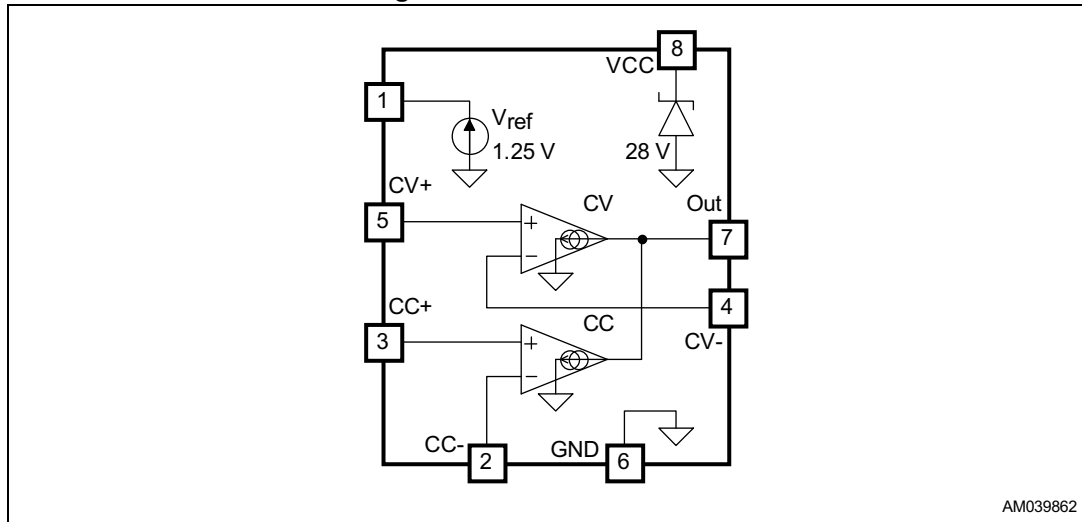 8
VCC
1
Vref
1.25 V
28 V
CV+
CV
Out
5
+
7
-
4
CC+
CC
CV-
3
+
-
CC-
GND
2
6
AM039862